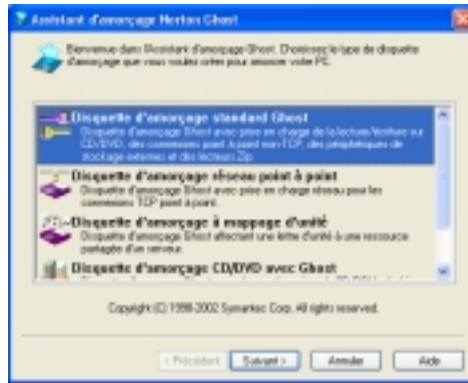 Assistant d'amorçage Norton Ghost
Bienvenue dans l'Assistant d'amorçage Ghost. Choisissez le type de disquette
d'amorçage que vous voulez créer pour amorcer votre PC.
Disquette d'amorçage standard Ghost
Disquette d'amorçage Ghost avec prise en charge de la lecture/écriture sur
CD/DVD, des connexions point à point non-TCP, des périphériques de
stockage externes et des lecteurs Zip.
Disquette d'amorçage réseau point à point
Disquette d'amorçage Ghost avec prise en charge réseau pour les
connexions TCP point à point.
Disquette d'amorçage à mappage d'unité
Disquette d'amorçage Ghost affectant une lettre d'unité à une ressource
partagée d'un serveur.
Disquette d'amorçage CD/DVD avec Ghost
Copyright (C) 1998-2002 Symantec Corp. All rights reserved.
< Précédent
Suivant >
Annuler
Aide